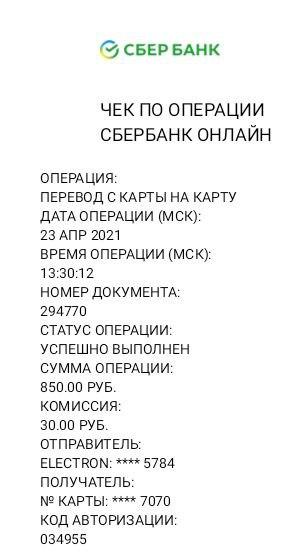 СБЕР БАНК
ЧЕК ПО ОПЕРАЦИИ
СБЕРБАНК ОНЛАЙН
ОПЕРАЦИЯ:
ПЕРЕВОД С КАРТЫ НА КАРТУ
ДАТА ОПЕРАЦИИ (МСК):
23 АПР 2021
ВРЕМЯ ОПЕРАЦИИ (МСК):
13:30:12
НОМЕР ДОКУМЕНТА:
294770
СТАТУС ОПЕРАЦИИ:
УСПЕШНО ВЫПОЛНЕН
СУММА ОПЕРАЦИИ:
850.00 РУБ.
КОМИССИЯ:
30.00 РУБ.
ОТПРАВИТЕЛЬ:
ELECTRON: **** 5784
ПОЛУЧАТЕЛЬ:
№ КАРТЫ: **** 7070
КОД АВТОРИЗАЦИИ:
034955